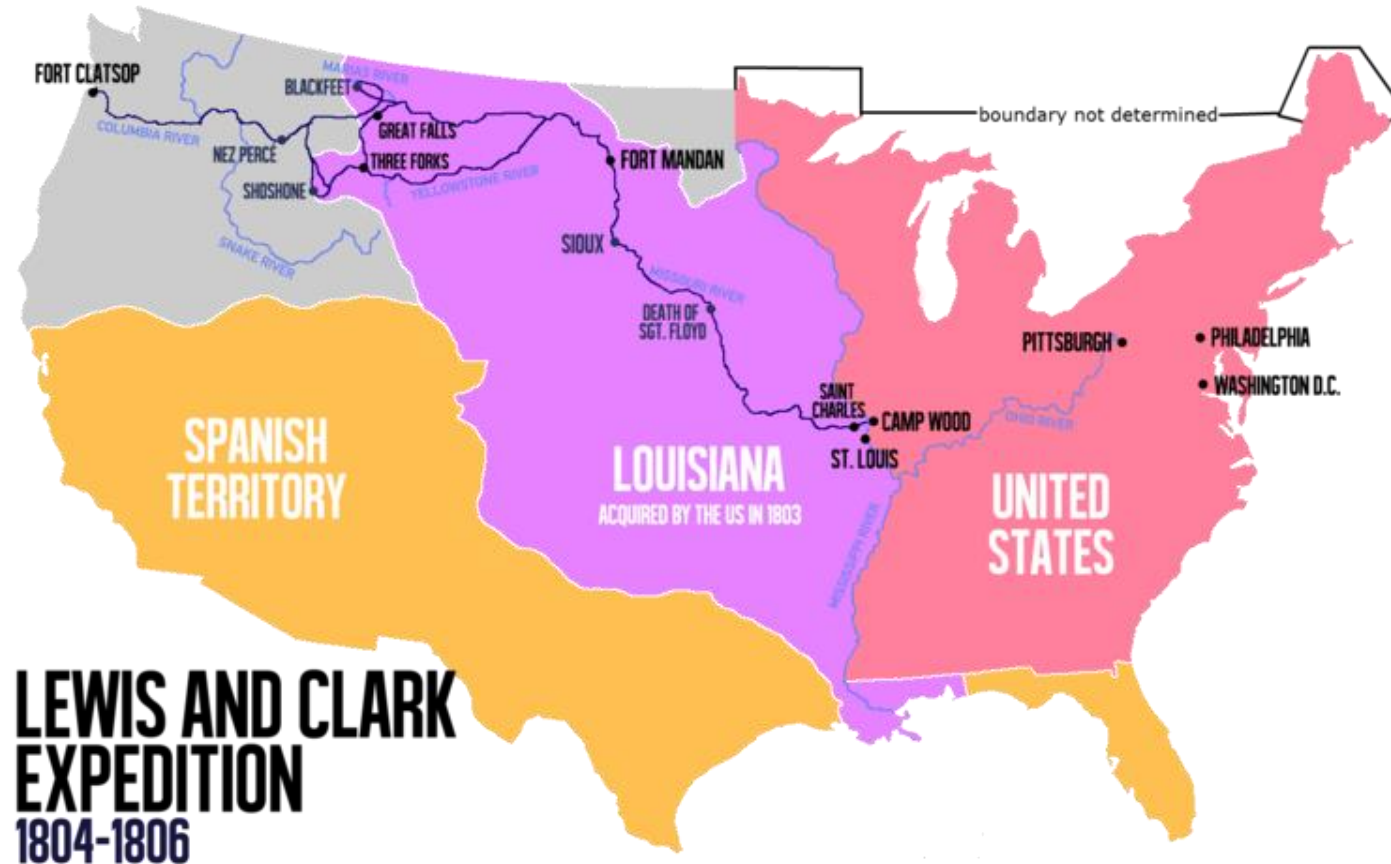 FORT CLATSOP
MARIAS RIVER
BLACKFEET
COLUMBIA RIVER
GREAT FALLS
NEZ PERCE
THREE FORKS
SHOSHONE
YELLOWSTONE RIVER
SNAKE RIVER
FORT MANDAN
boundary not determined
SIOUX
MISSOURI RIVER
DEATH OF
SGT. FLOYD
PITTSBURGH
PHILADELPHIA
WASHINGTON D.C.
SAINT
CHARLES
CAMP WOOD
ST. LOUIS
OHIO RIVER
SPANISH
TERRITORY
LOUISIANA
ACQUIRED BY THE US IN 1803
MISSISSIPPI RIVER
UNITED
STATES
LEWIS AND CLARK
EXPEDITION
1804-1806